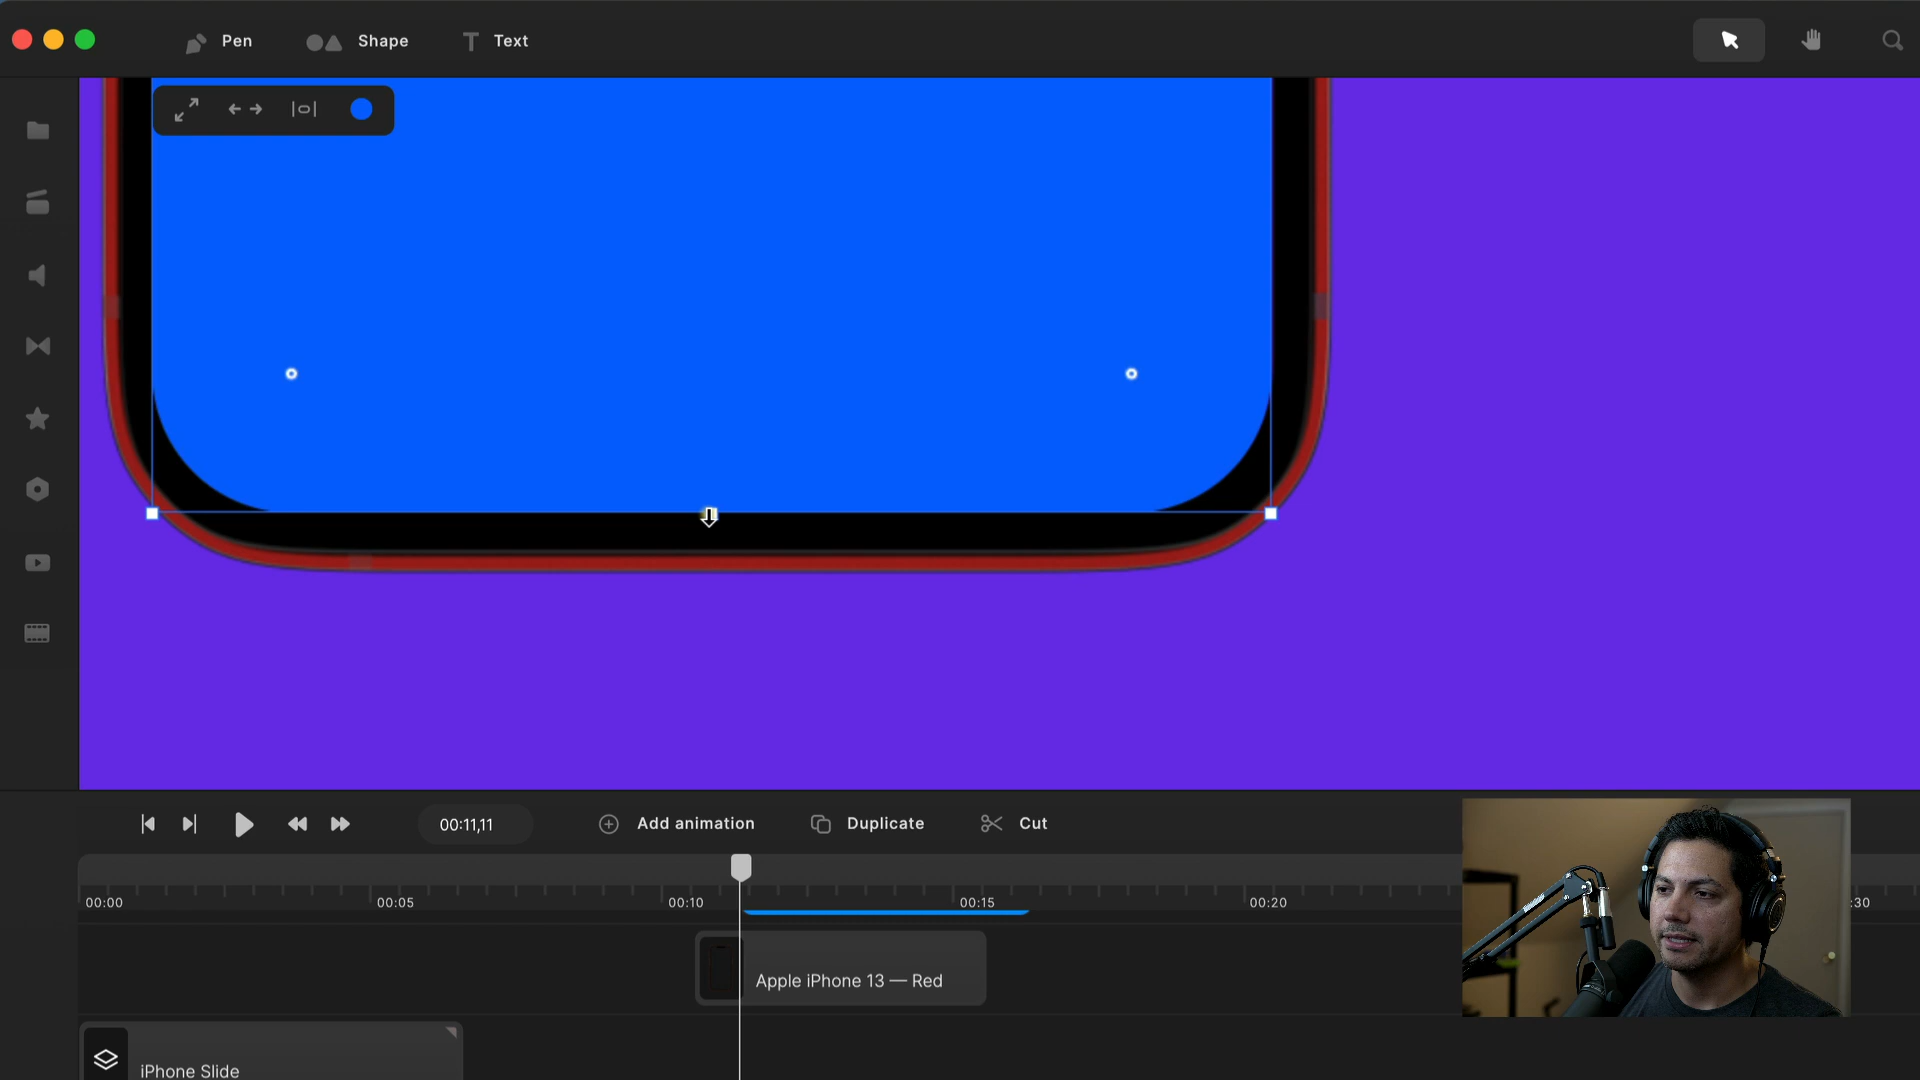 Pen
Shape
Text
00:11,11
Add animation
Duplicate
Cut
00:00
00:05
00:10
00:15
00:20
:30
Apple iPhone 13 — Red
iPhone Slide